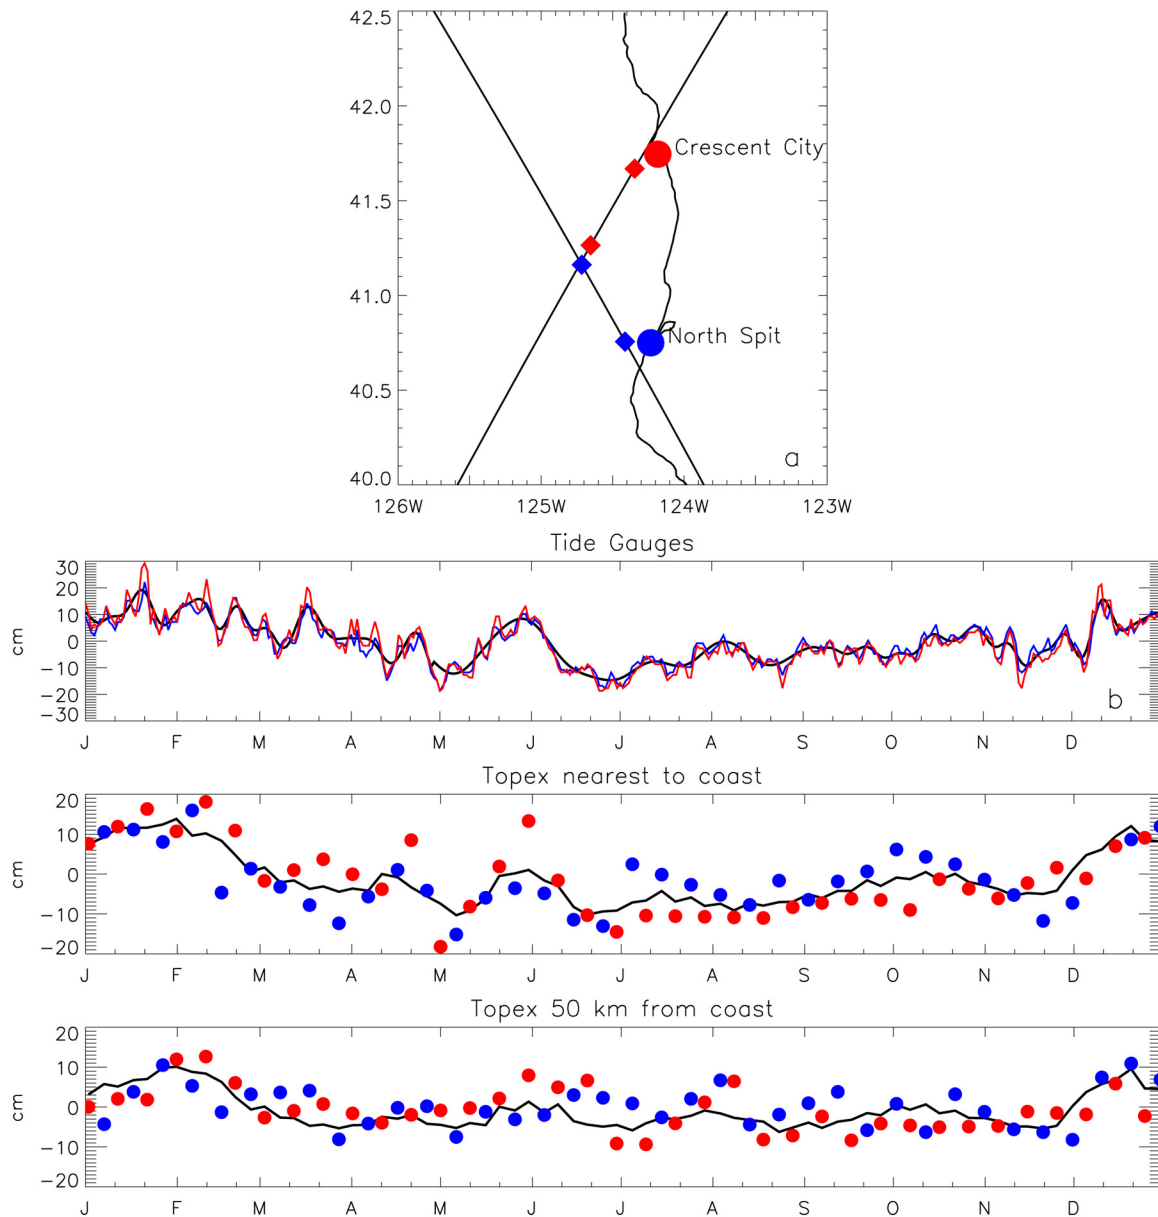 42.5
42.0
Crescent City
41.5
41.0
North Spit
40.5
a
40.0
126W 125W 124W 123W
Tide Gauges
30
20
10
0
−10
−20
−30
cm
b
J F M A M J J A S O N D
Topex nearest to coast
20
10
0
−10
−20
cm
J F M A M J J A S O N D
Topex 50 km from coast
20
10
0
−10
−20
cm
J F M A M J J A S O N D